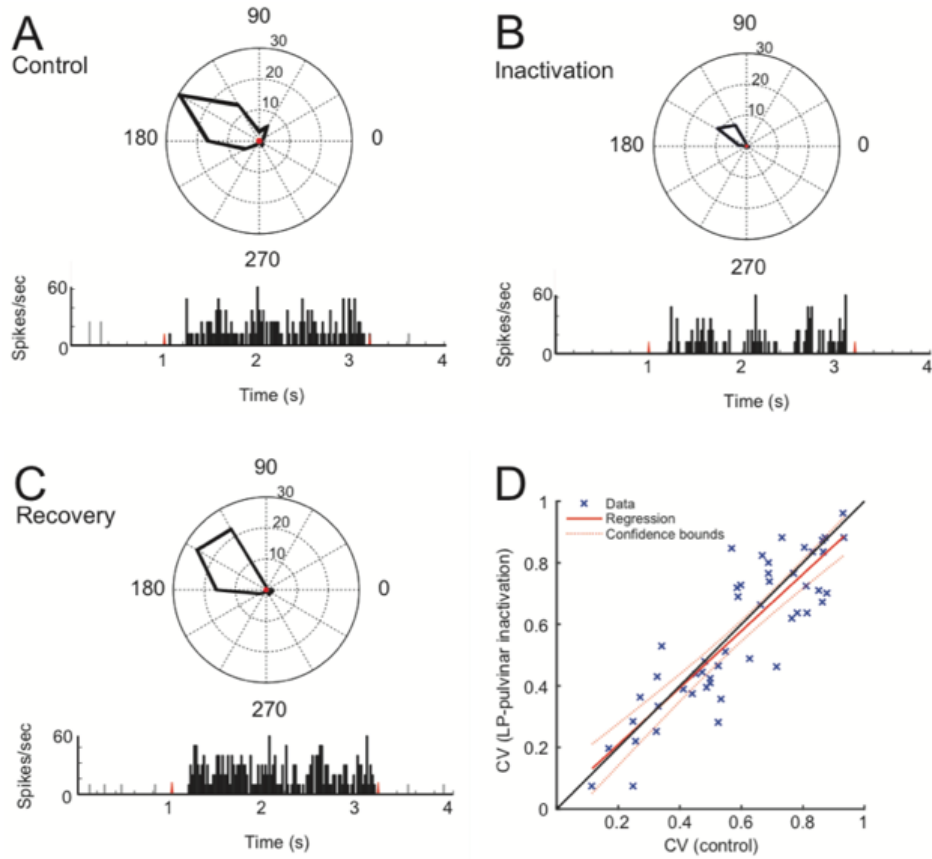 A
Control
90
30
20
10
180
0
270
Spikes/sec
60
0
1
2
3
4
Time (s)
B
Inactivation
90
30
20
10
180
0
270
Spikes/sec
60
0
1
2
3
4
Time (s)
C
Recovery
90
30
20
10
180
0
270
Spikes/sec
60
0
1
2
3
4
Time (s)
D
Data
Regression
Confidence bounds
CV (LP-pulvinar inactivation)
1
0.8
0.6
0.4
0.2
0
0.2
0.4
0.6
0.8
1
CV (control)